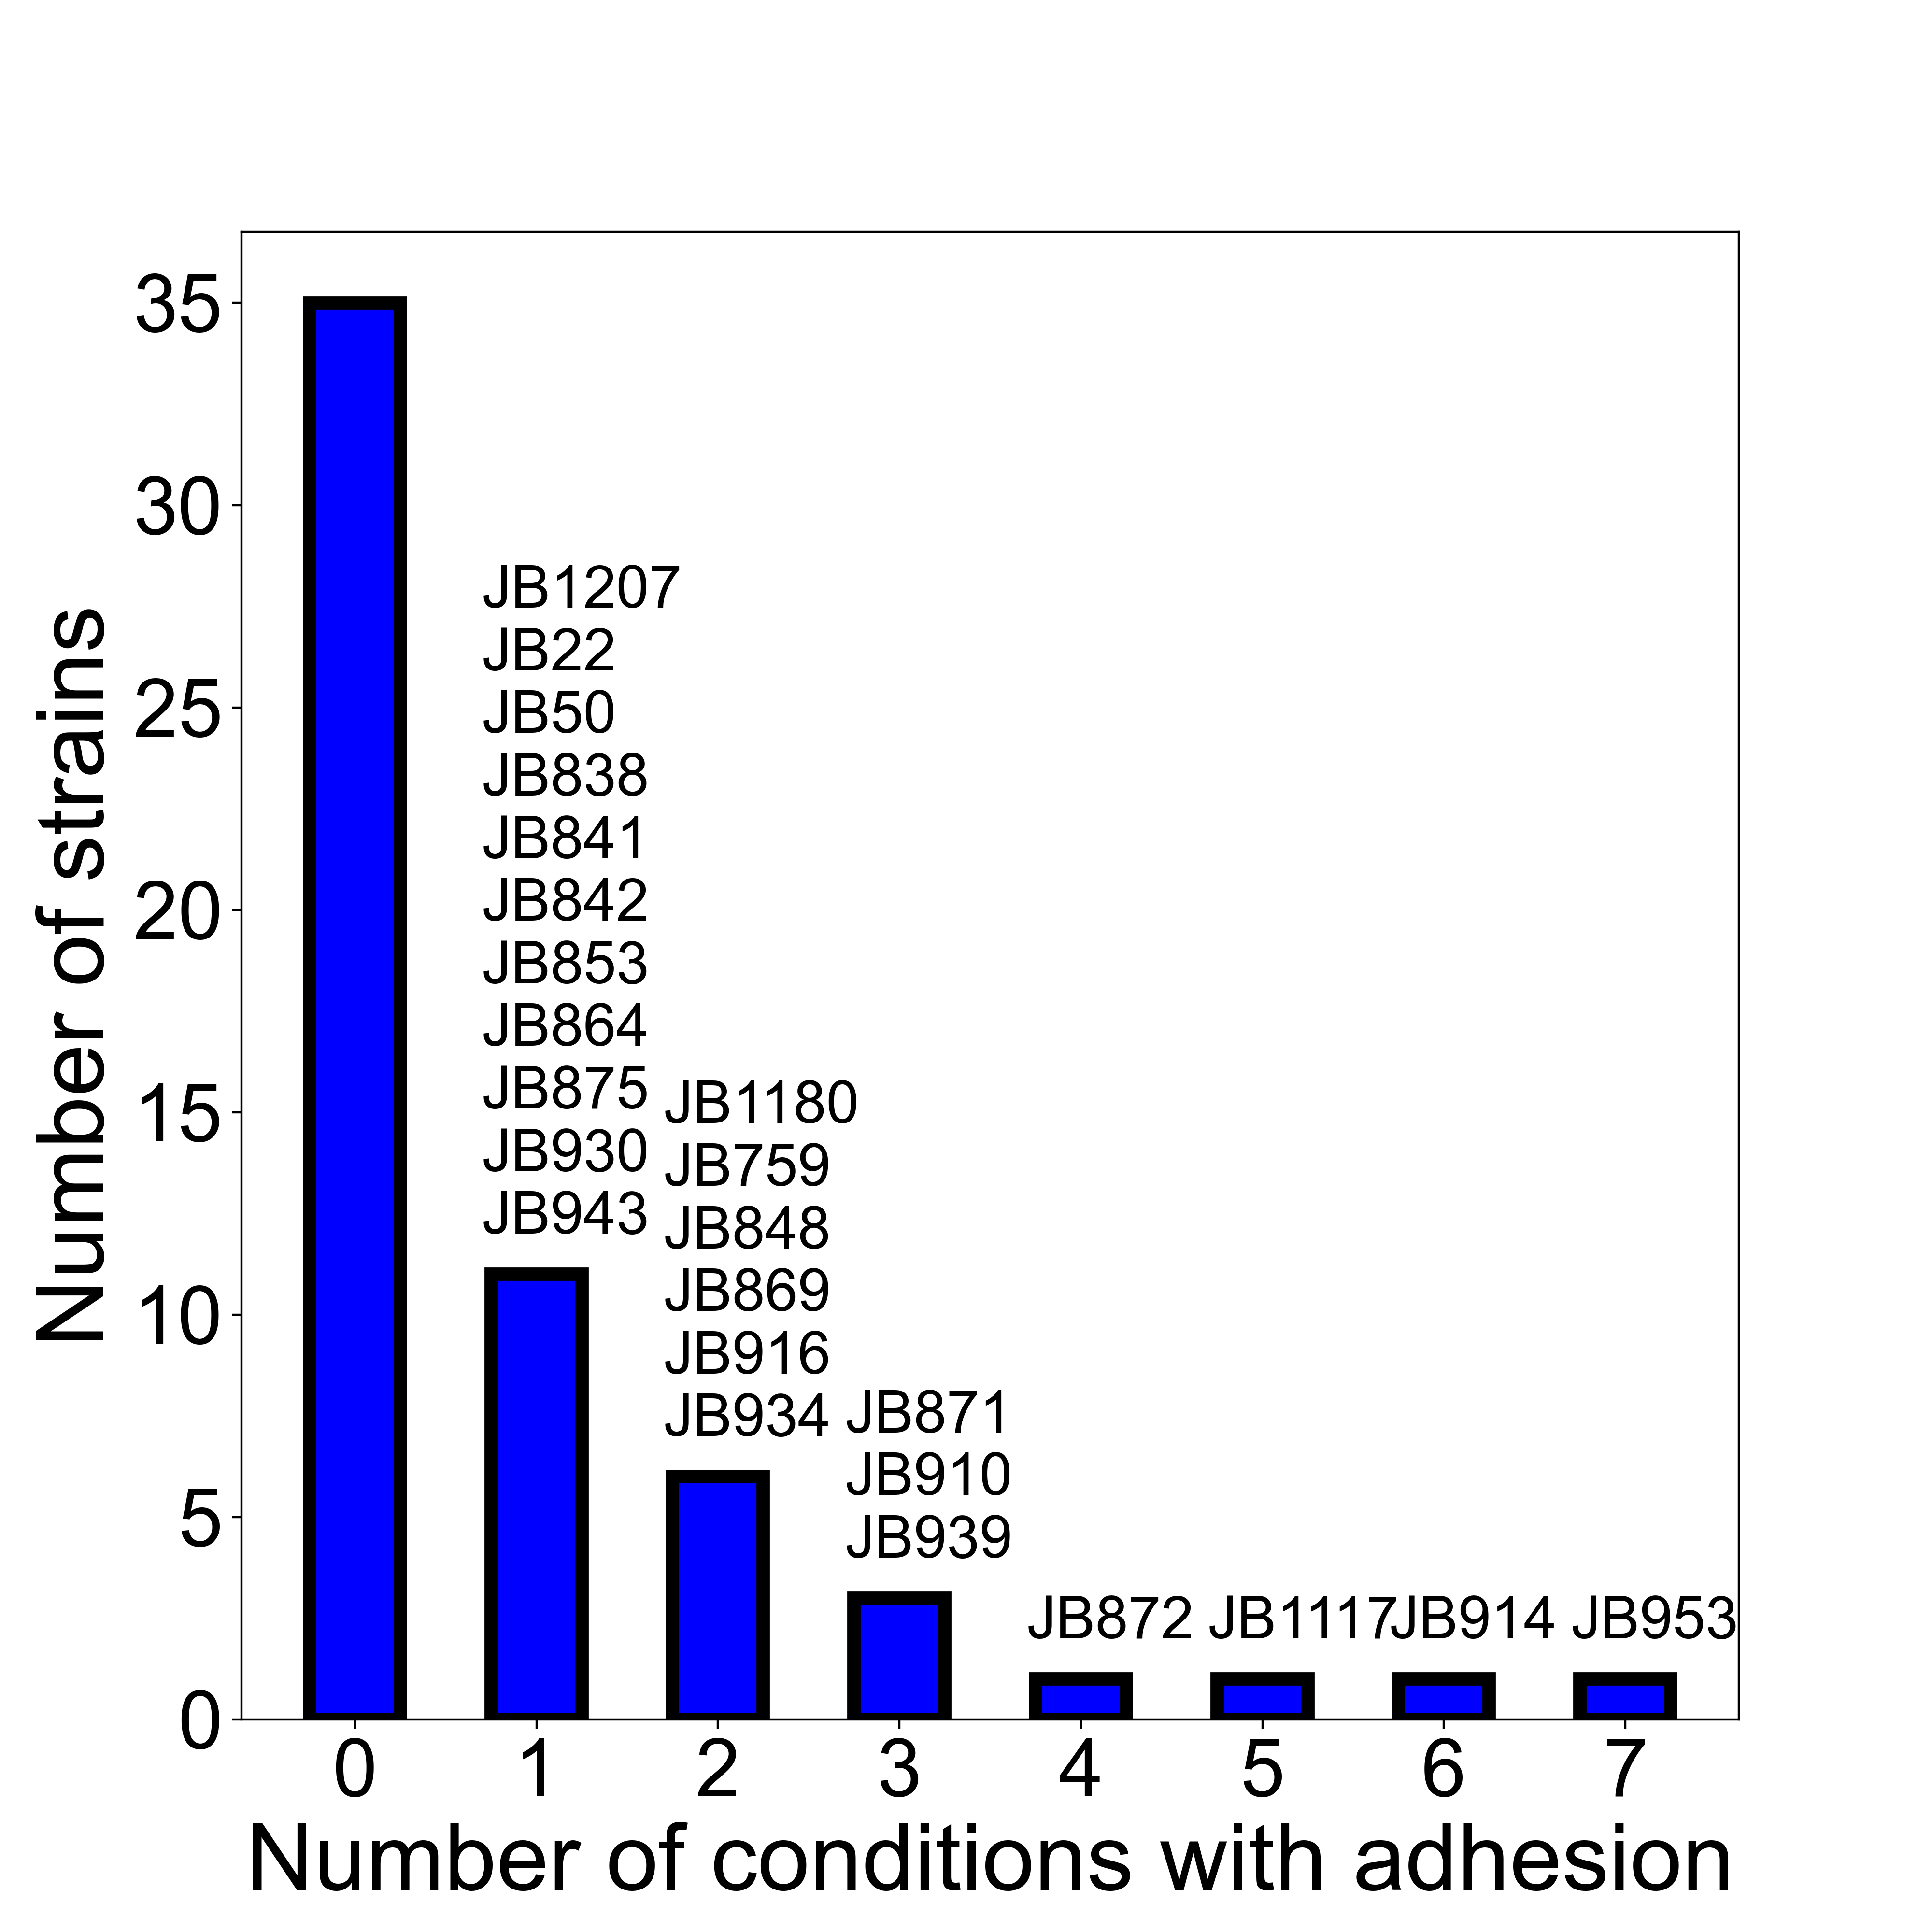 Number of strains
35
30
25
20
15
10
5
0
JB1207
JB22
JB50
JB838
JB841
JB842
JB853
JB864
JB875
JB930
JB943
JB1180
JB759
JB848
JB869
JB916
JB934
JB871
JB910
JB939
JB872
JB1117
JB914
JB953
0 1 2 3 4 5 6 7
Number of conditions with adhesion